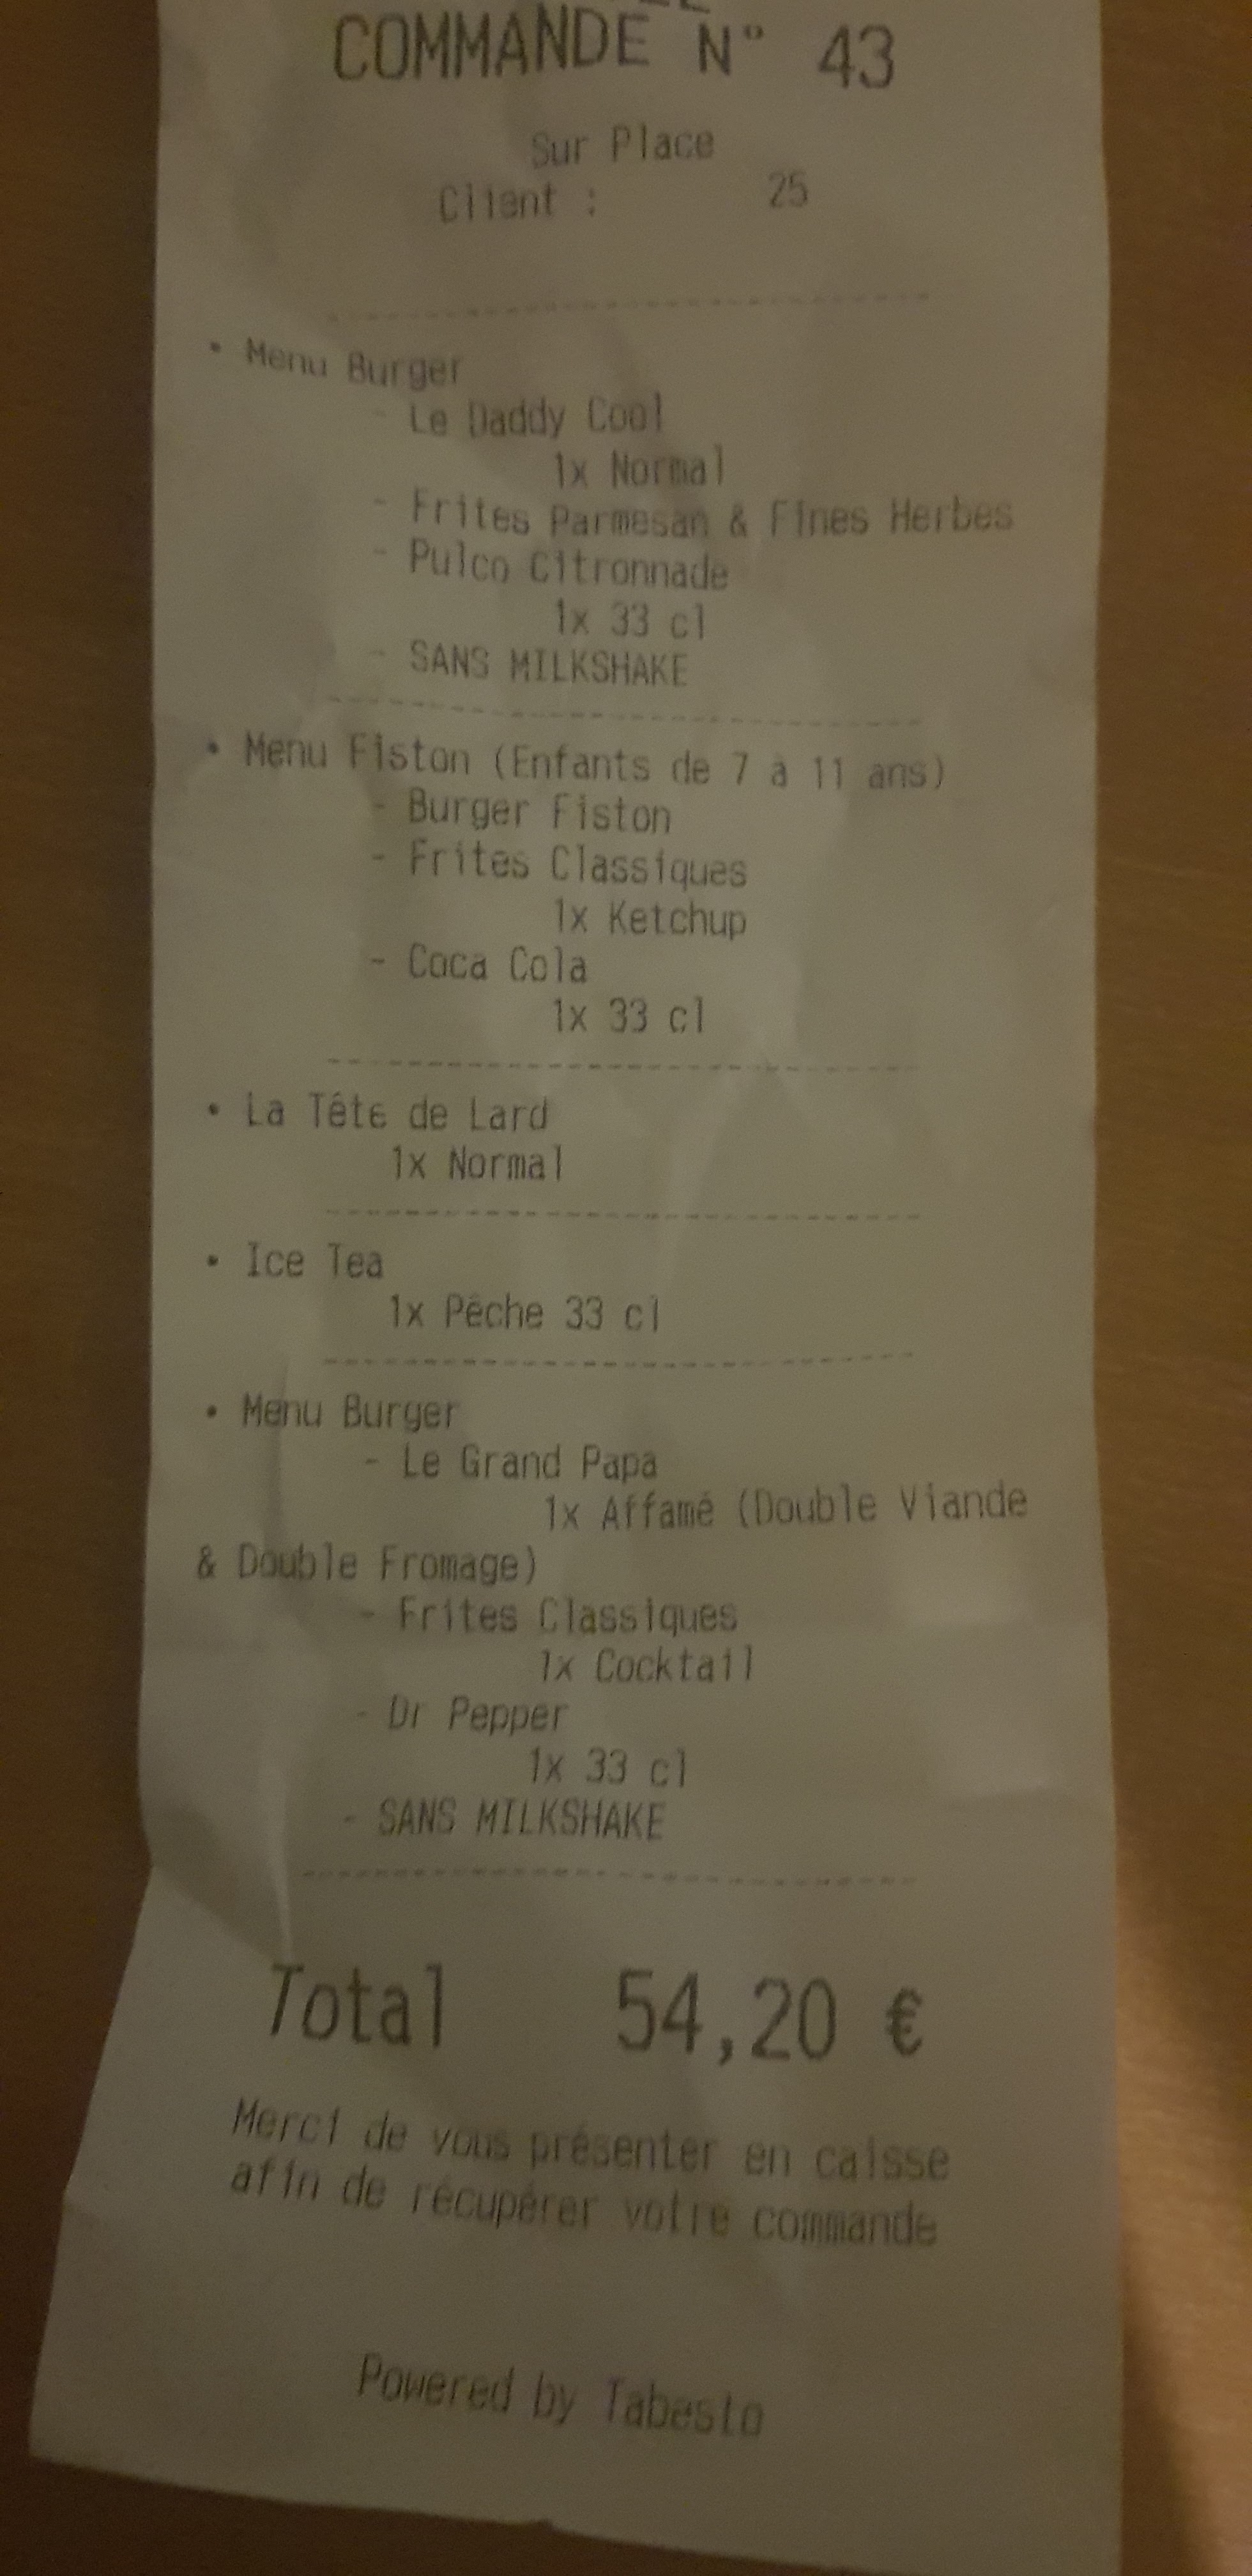 COMMANDE N° 43
Sur Place
Client : 25
• Menu Burger
- Le Daddy Cool
1x Normal
- Frites Parmesan & Fines Herbes
- Pulco Citronnade
1x 33 cl
- SANS MILKSHAKE
• Menu Fiston (Enfants de 7 à 11 ans)
- Burger Fiston
- Frites Classiques
1x Ketchup
- Coca Cola
1x 33 cl
• La Tête de Lard
1x Normal
• Ice Tea
1x Pêche 33 cl
• Menu Burger
- Le Grand Papa
1x Affamé (Double Viande
& Double Fromage)
- Frites Classiques
1x Cocktail
- Dr Pepper
1x 33 cl
- SANS MILKSHAKE
Total 54,20 €
Merci de vous présenter en caisse
afin de récupérer votre commande
Powered by Tabesto